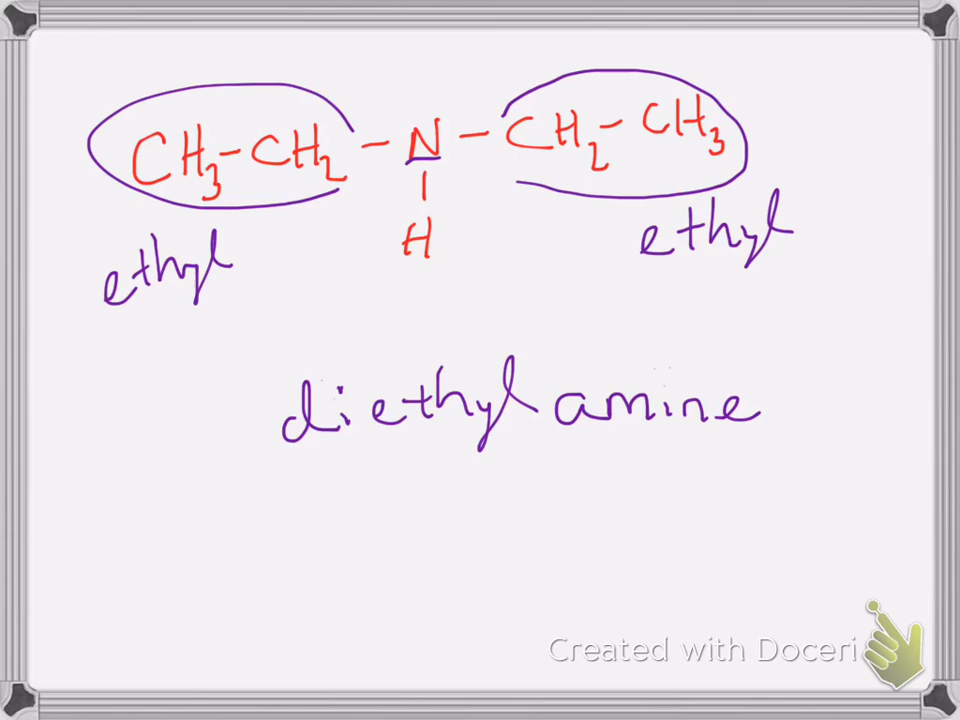 CH₃-CH₂-N-CH₂-CH₃
H
ethyl ethyl
diethylamine
Created with Doceri